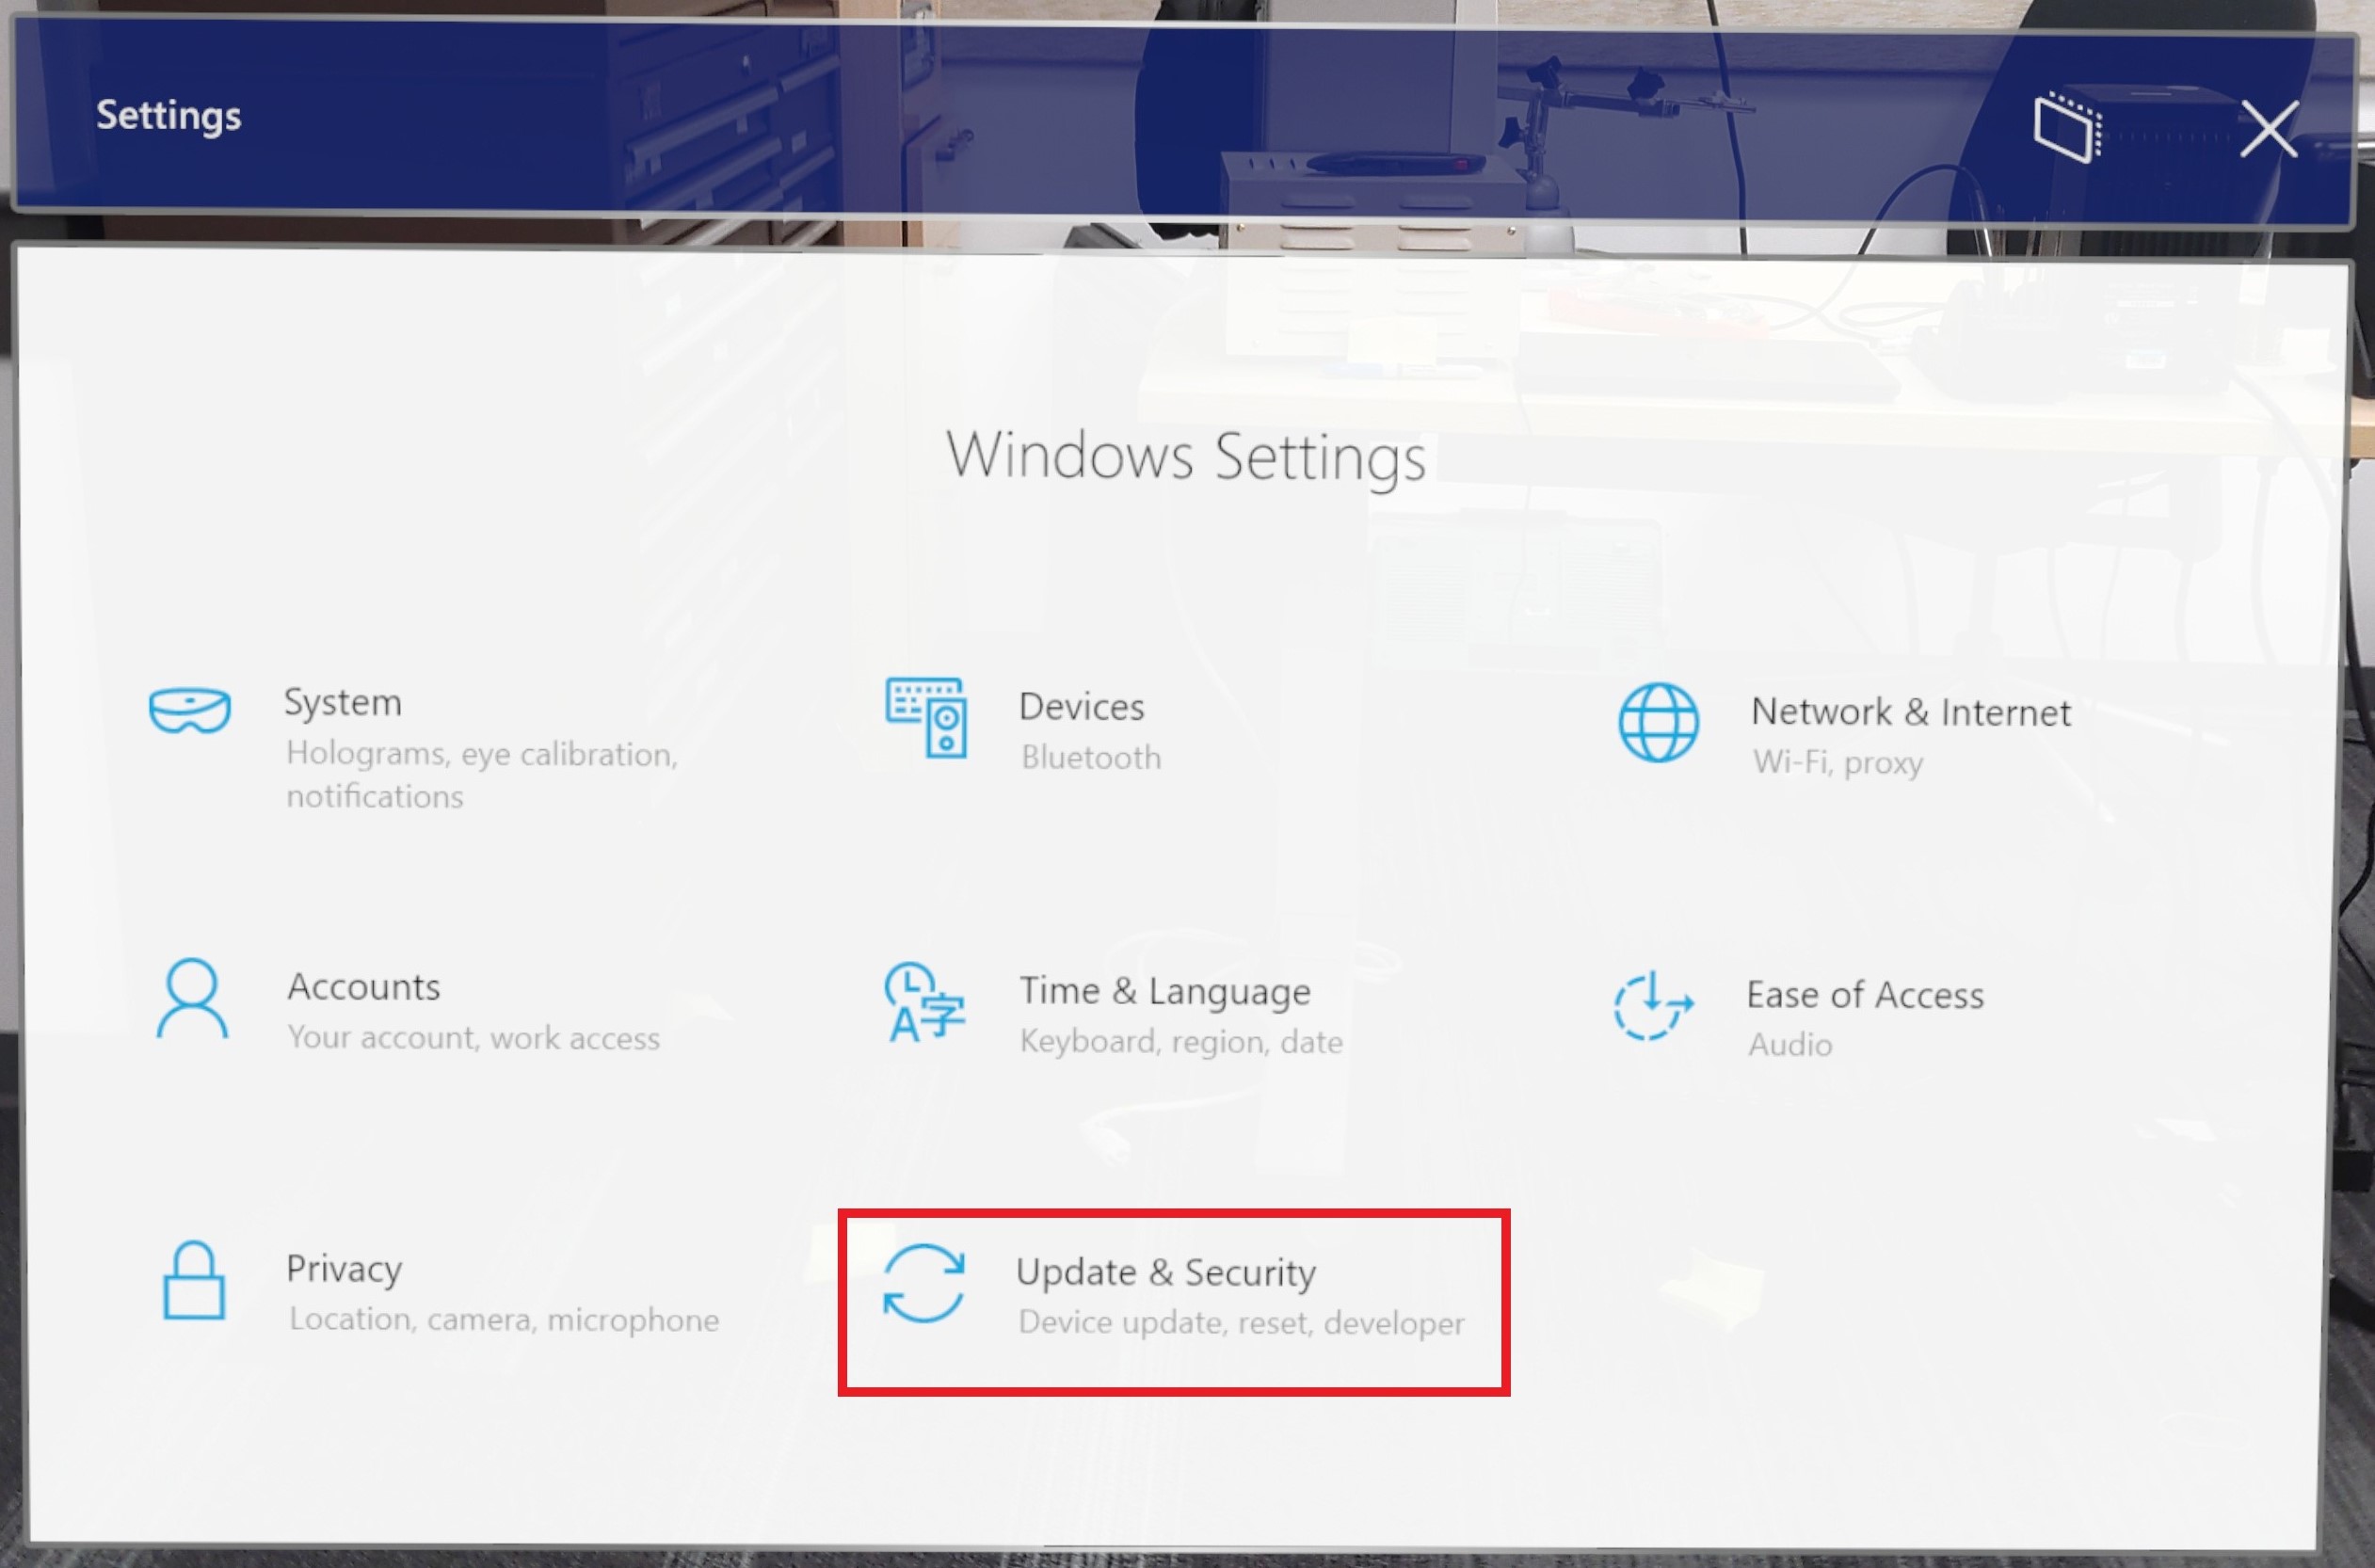 Settings
Windows Settings
System
Holograms, eye calibration,
notifications
Devices
Bluetooth
Network & Internet
Wi-Fi, proxy
Accounts
Your account, work access
Time & Language
Keyboard, region, date
Ease of Access
Audio
Privacy
Location, camera, microphone
Update & Security
Device update, reset, developer